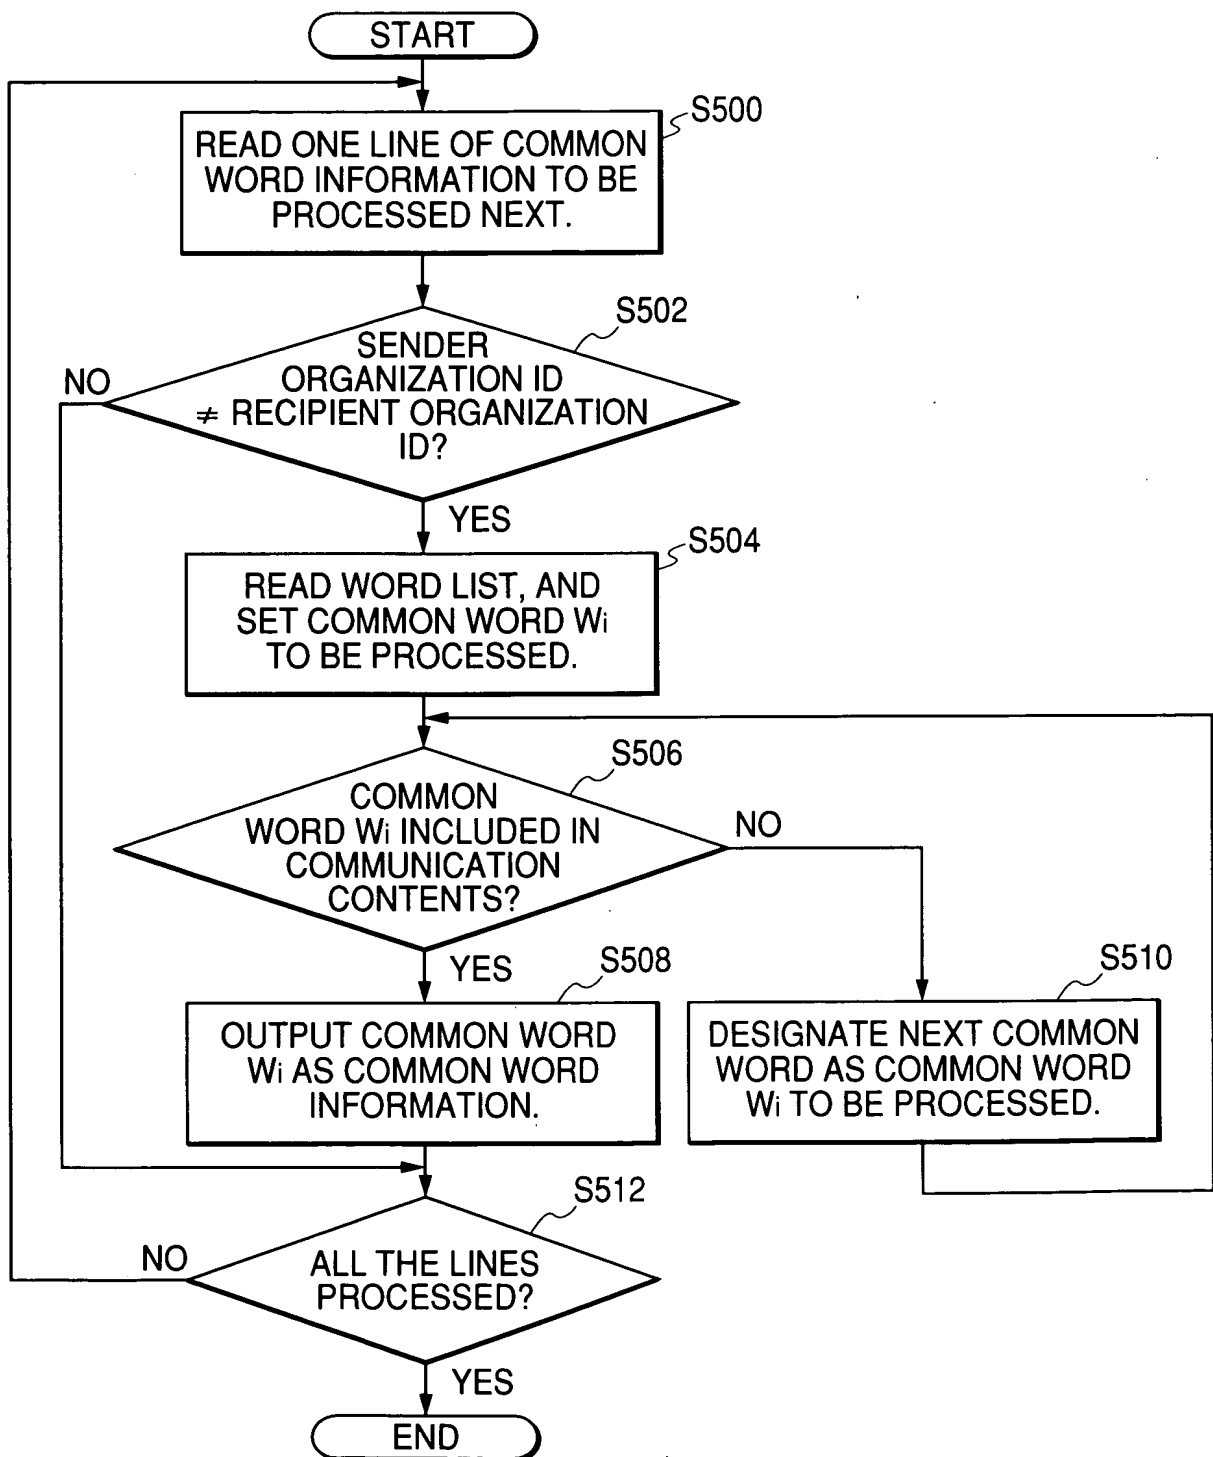 START
S500
READ ONE LINE OF COMMON
WORD INFORMATION TO BE
PROCESSED NEXT.
S502
SENDER
ORGANIZATION ID
≠ RECIPIENT ORGANIZATION
ID?
NO
YES
S504
READ WORD LIST, AND
SET COMMON WORD Wi
TO BE PROCESSED.
S506
COMMON
WORD Wi INCLUDED IN
COMMUNICATION
CONTENTS?
NO
YES
S508
OUTPUT COMMON WORD
Wi AS COMMON WORD
INFORMATION.
S510
DESIGNATE NEXT COMMON
WORD AS COMMON WORD
Wi TO BE PROCESSED.
S512
ALL THE LINES
PROCESSED?
NO
YES
END